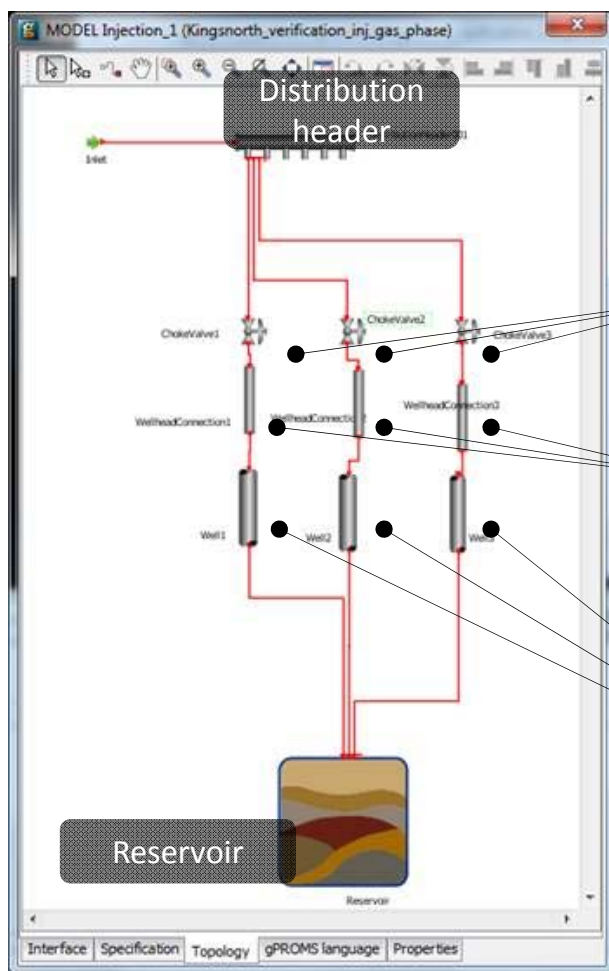 MODEL Injection_1 (Kingsnorth_verification_inj_gas_phase)
Distribution
header
Inlet
ChokeValve1
ChokeValve2
ChokeValve3
WellheadConnection1
WellheadConnection3
Well1
Well2
Reservoir
Reservoir
Interface
Specification
Topology
gPROMS language
Properties